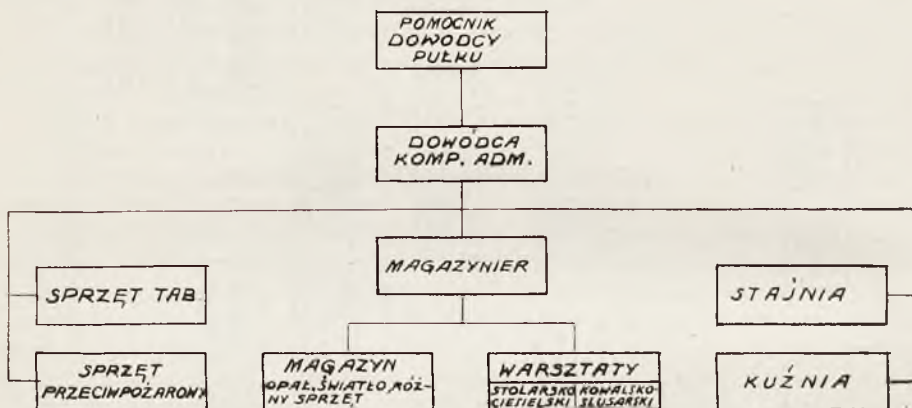 POMOCNIK
DOWODCY
PUŁKU
DOWÓDCA
KOMP. ADM.
MAGAZYNIER
SPRZĘT TAB.
STAJNIA
SPRZĘT
PRZECIWPOŻAROWY
MAGAZYN
OPAŁ, ŚWIATŁO, RÓŻ-
NY SPRZĘT
WARSZTATY
STOLARSKO
CIESIELSKI
KOWALSKO-
ŚLUSARSKI
KUŹNIA